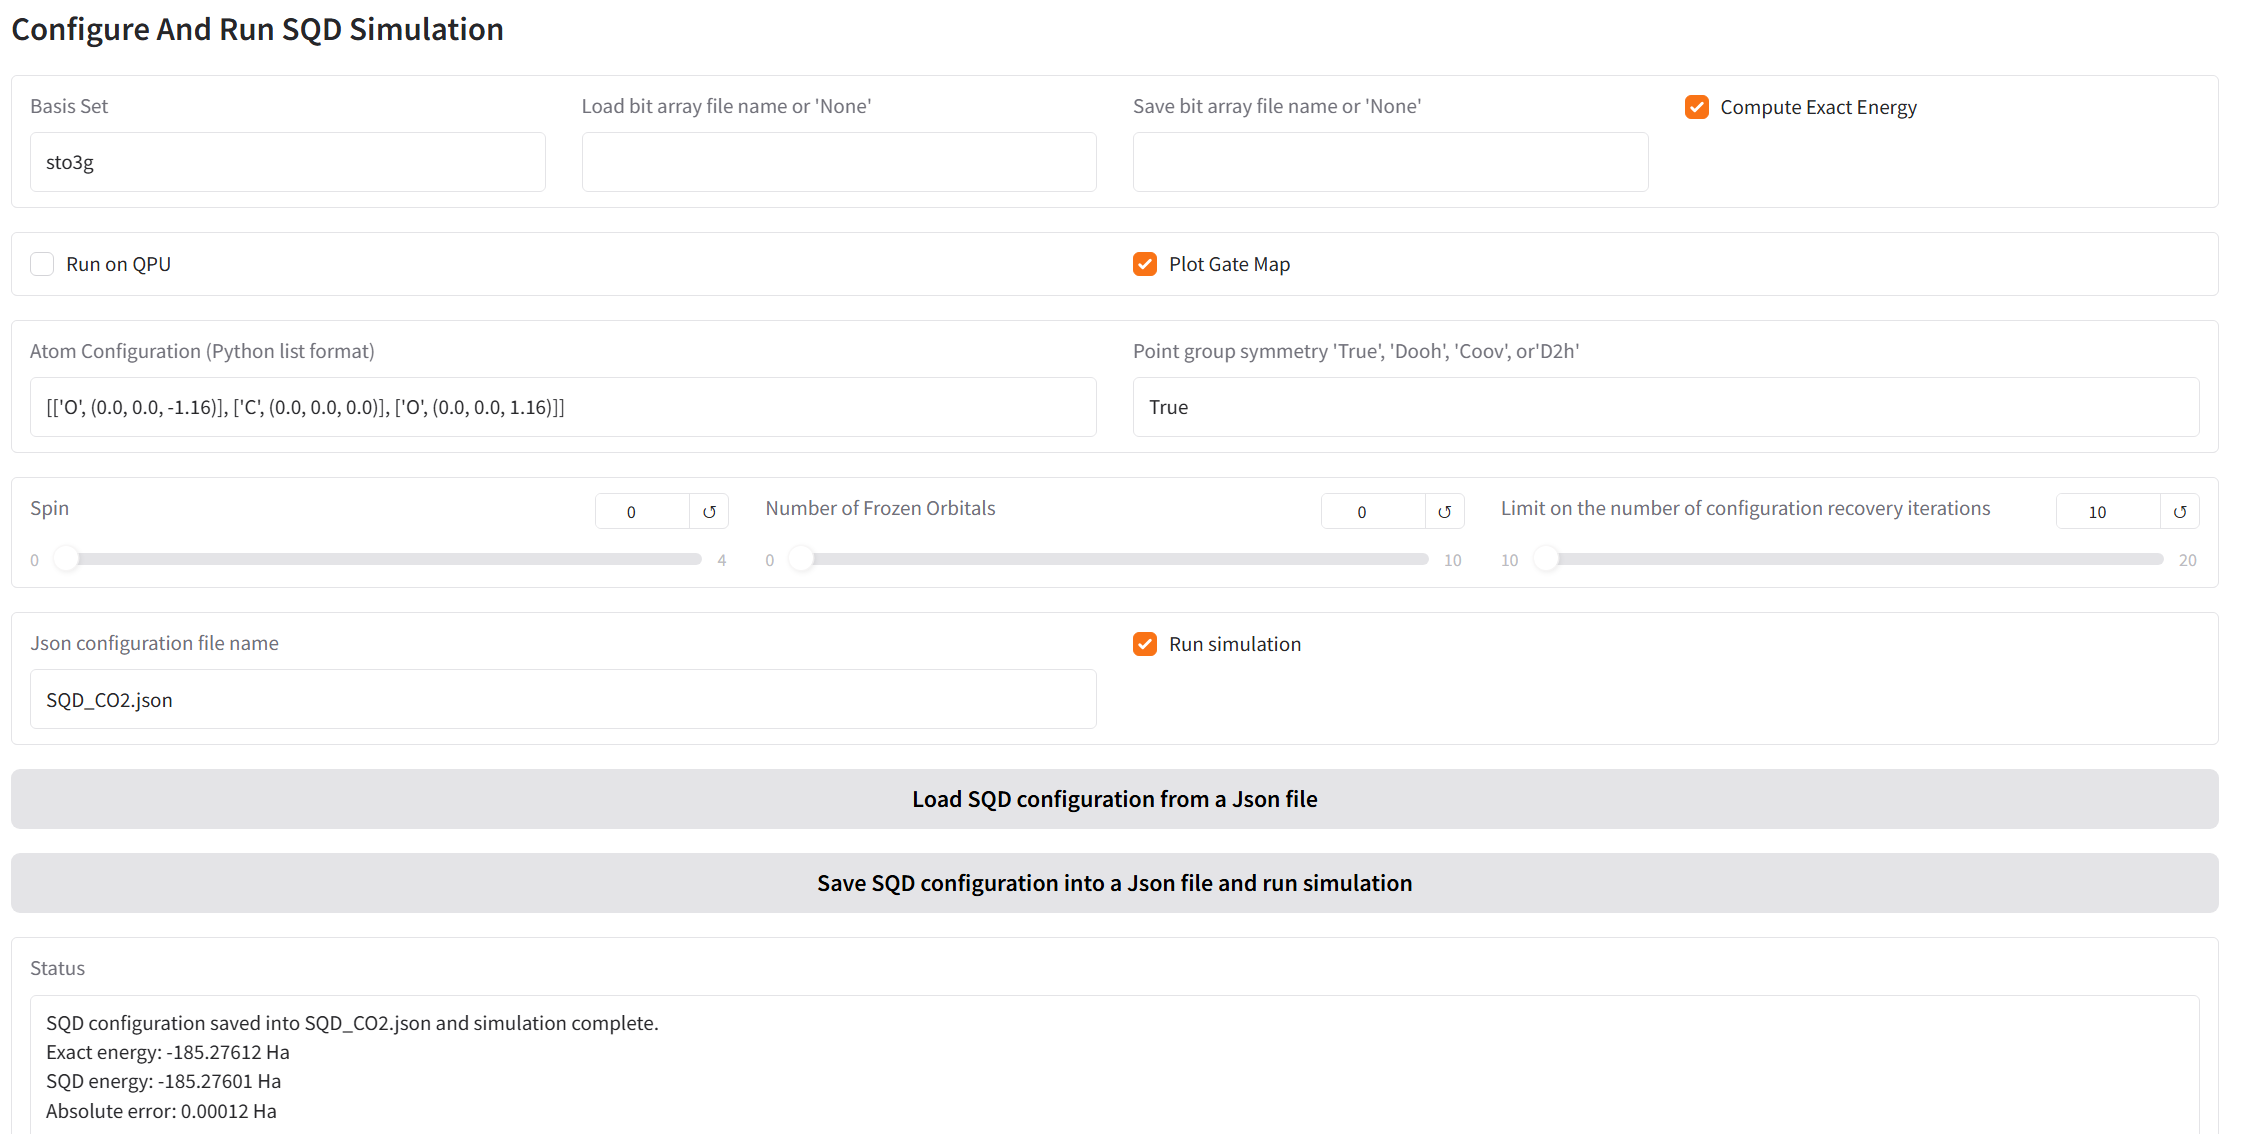 Configure And Run SQD Simulation
Basis Set
Load bit array file name or 'None'
Save bit array file name or 'None'
Compute Exact Energy
sto3g
Run on QPU
Plot Gate Map
Atom Configuration (Python list format)
Point group symmetry 'True', 'Dooh', 'Coov', or'D2h'
[['O', (0.0, 0.0, -1.16)], ['C', (0.0, 0.0, 0.0)], ['O', (0.0, 0.0, 1.16)]]
True
Spin
0
↺
Number of Frozen Orbitals
0
↺
Limit on the number of configuration recovery iterations
10
↺
0
4
0
10
10
20
Json configuration file name
Run simulation
SQD_CO2.json
Load SQD configuration from a Json file
Save SQD configuration into a Json file and run simulation
Status
SQD configuration saved into SQD_CO2.json and simulation complete.
Exact energy: -185.27612 Ha
SQD energy: -185.27601 Ha
Absolute error: 0.00012 Ha